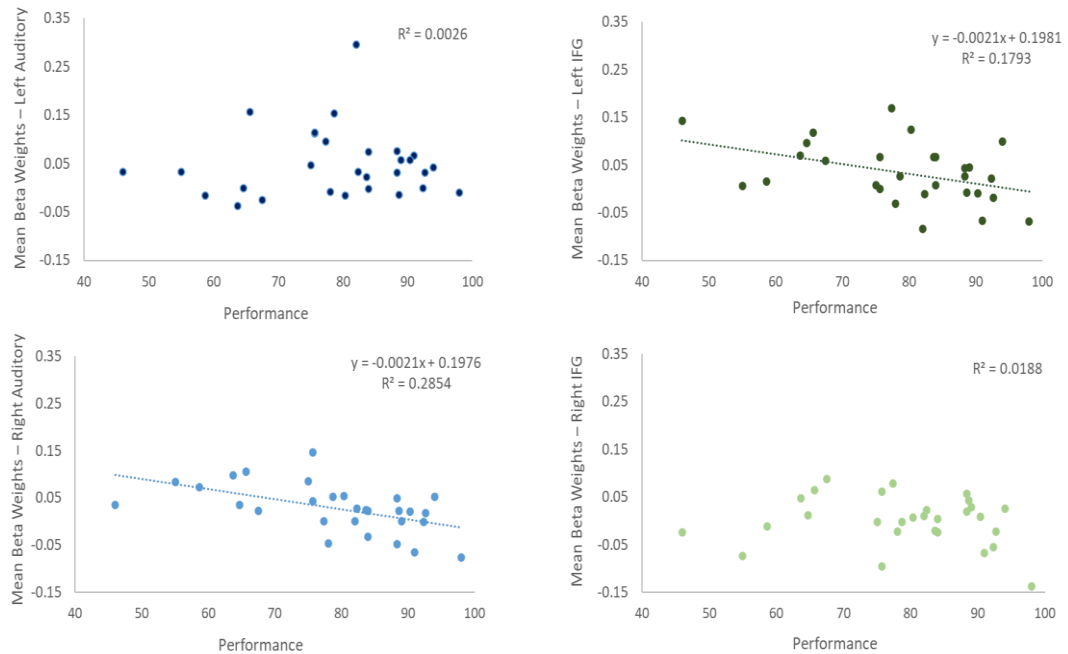 Mean Beta Weights – Left Auditory
0.35
0.25
0.15
0.05
-0.05
-0.15
R² = 0.0026
40 50 60 70 80 90 100
Performance
Mean Beta Weights – Left IFG
0.35
0.25
0.15
0.05
-0.05
-0.15
y = -0.0021x + 0.1981
R² = 0.1793
40 50 60 70 80 90 100
Performance
Mean Beta Weights – Right Auditory
0.35
0.25
0.15
0.05
-0.05
-0.15
y = -0.0021x + 0.1976
R² = 0.2854
40 50 60 70 80 90 100
Performance
Mean Beta Weights – Right IFG
0.35
0.25
0.15
0.05
-0.05
-0.15
R² = 0.0188
40 50 60 70 80 90 100
Performance